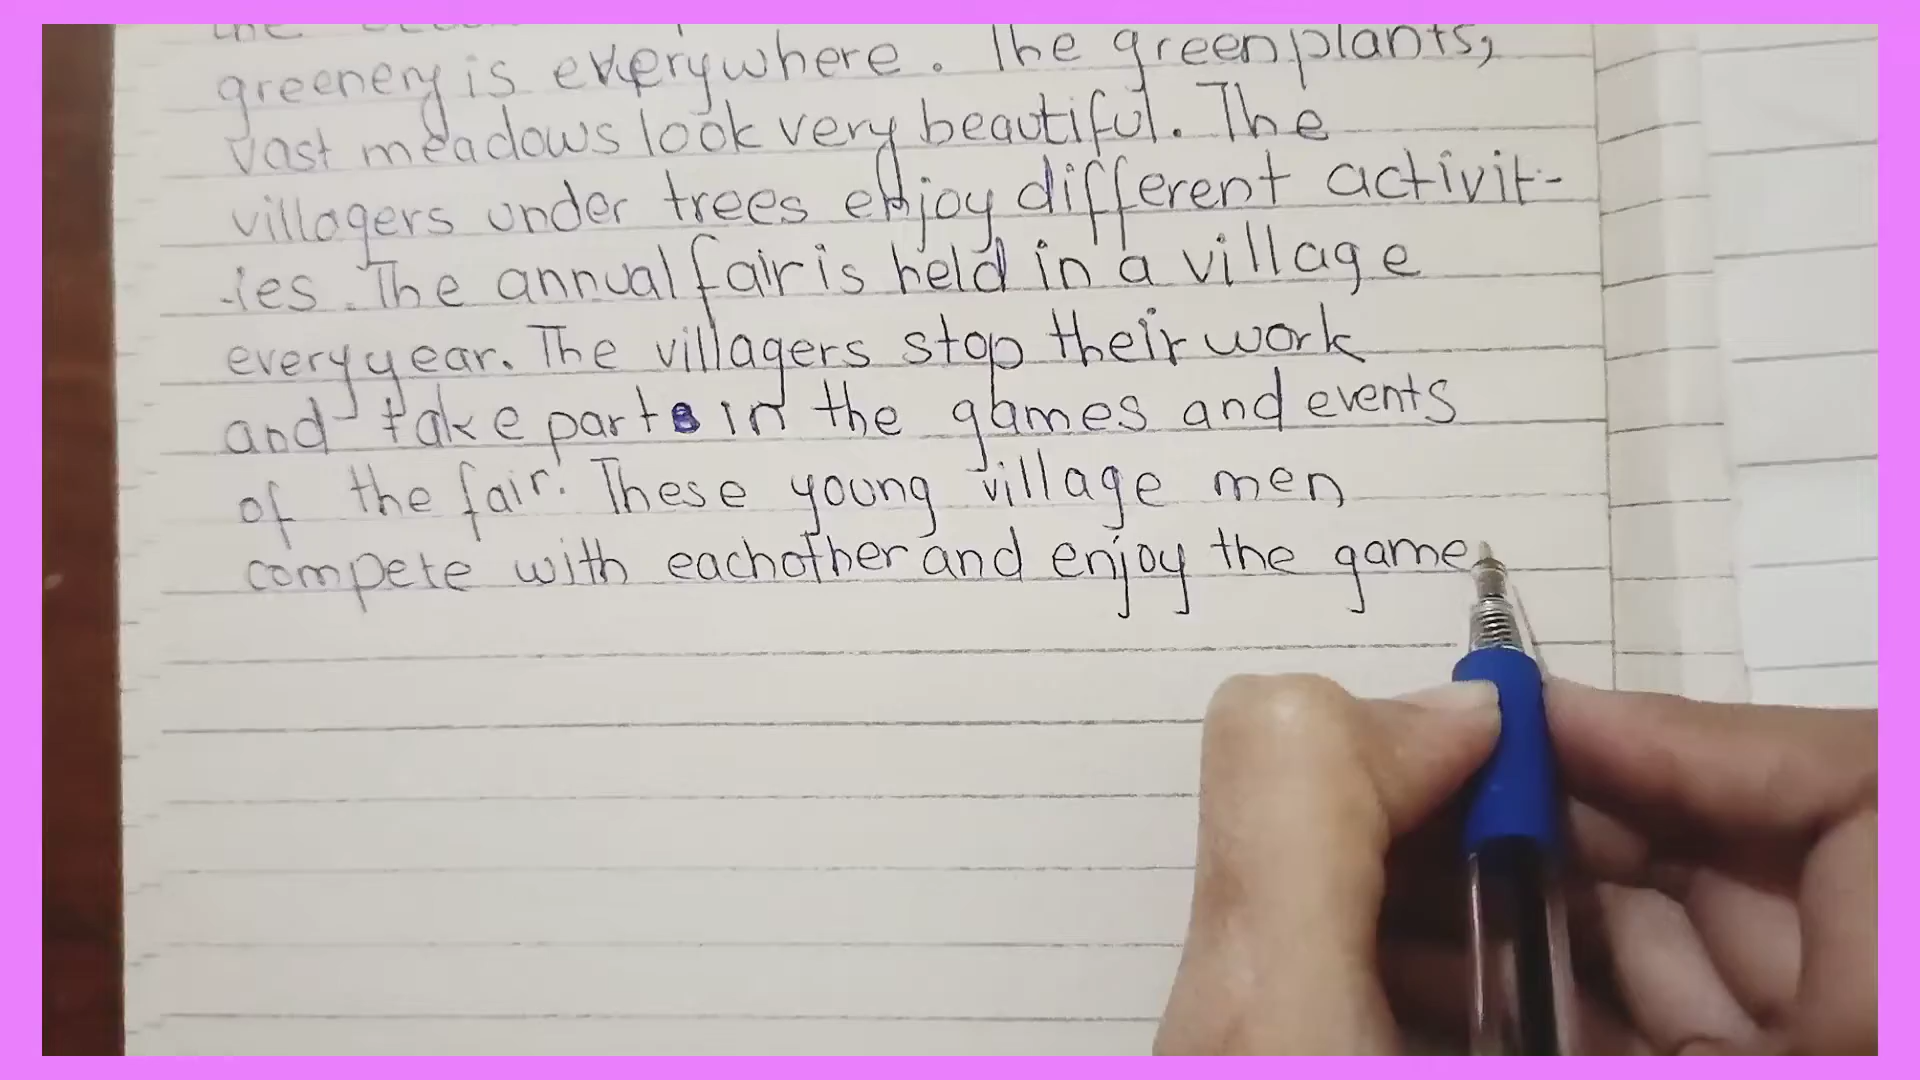 the
greenery is everywhere. The green plants,
vast meadows look very beautiful. The
villagers under trees enjoy different activit-
-ies. The annual fair is held in a village
every year. The villagers stop their work
and take part in the games and events
of the fair. These young village men
compete with eachother and enjoy the game